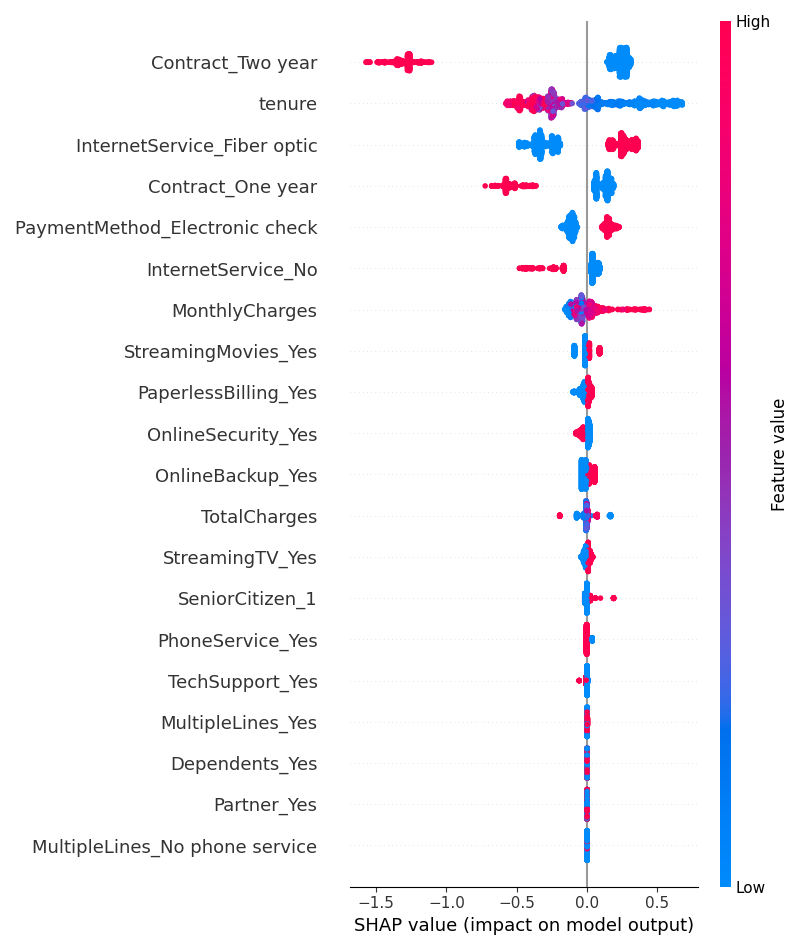 High
Contract_Two year
tenure
InternetService_Fiber optic
Contract_One year
PaymentMethod_Electronic check
InternetService_No
MonthlyCharges
StreamingMovies_Yes
PaperlessBilling_Yes
OnlineSecurity_Yes
OnlineBackup_Yes
TotalCharges
StreamingTV_Yes
SeniorCitizen_1
PhoneService_Yes
TechSupport_Yes
MultipleLines_Yes
Dependents_Yes
Partner_Yes
MultipleLines_No phone service
Feature value
Low
−1.5 −1.0 −0.5 0.0 0.5
SHAP value (impact on model output)